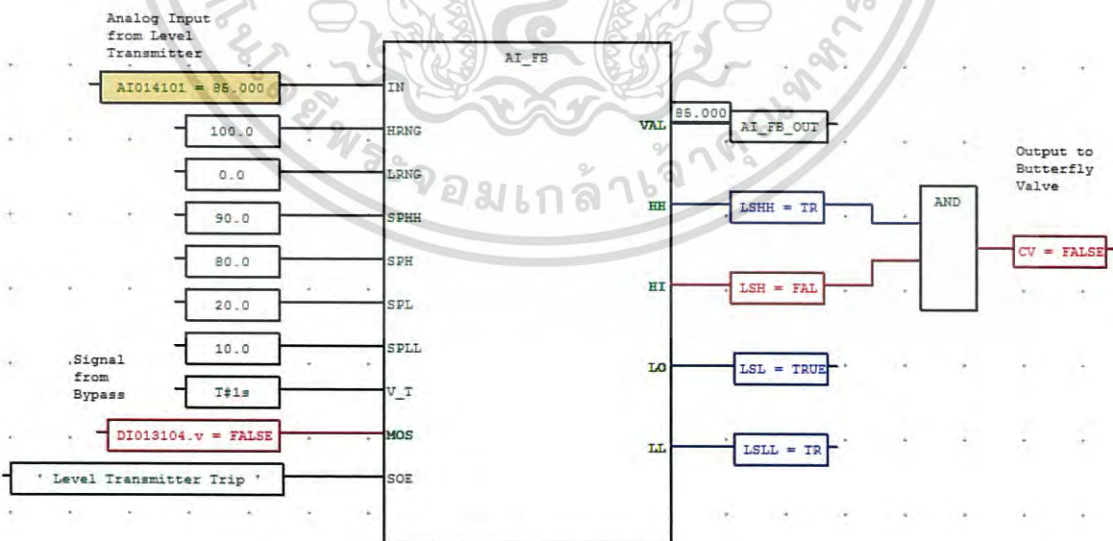 Analog Input
from Level
Transmitter
AI_FB
AI014101 = 85.000
IN
100.0
HRNG
85.000
VAL
AI_FB_OUT
0.0
LRNG
Output to
Butterfly
Valve
90.0
SPHH
HH
LSHH = TR
AND
80.0
SPH
CV = FALSE
20.0
SPL
HI
LSH = FAL
10.0
SPLL
Signal
from
Bypass
T#1s
V_T
LO
LSL = TRUE
DI013104.v = FALSE
MOS
LL
LSLL = TR
' Level Transmitter Trip '
SOE